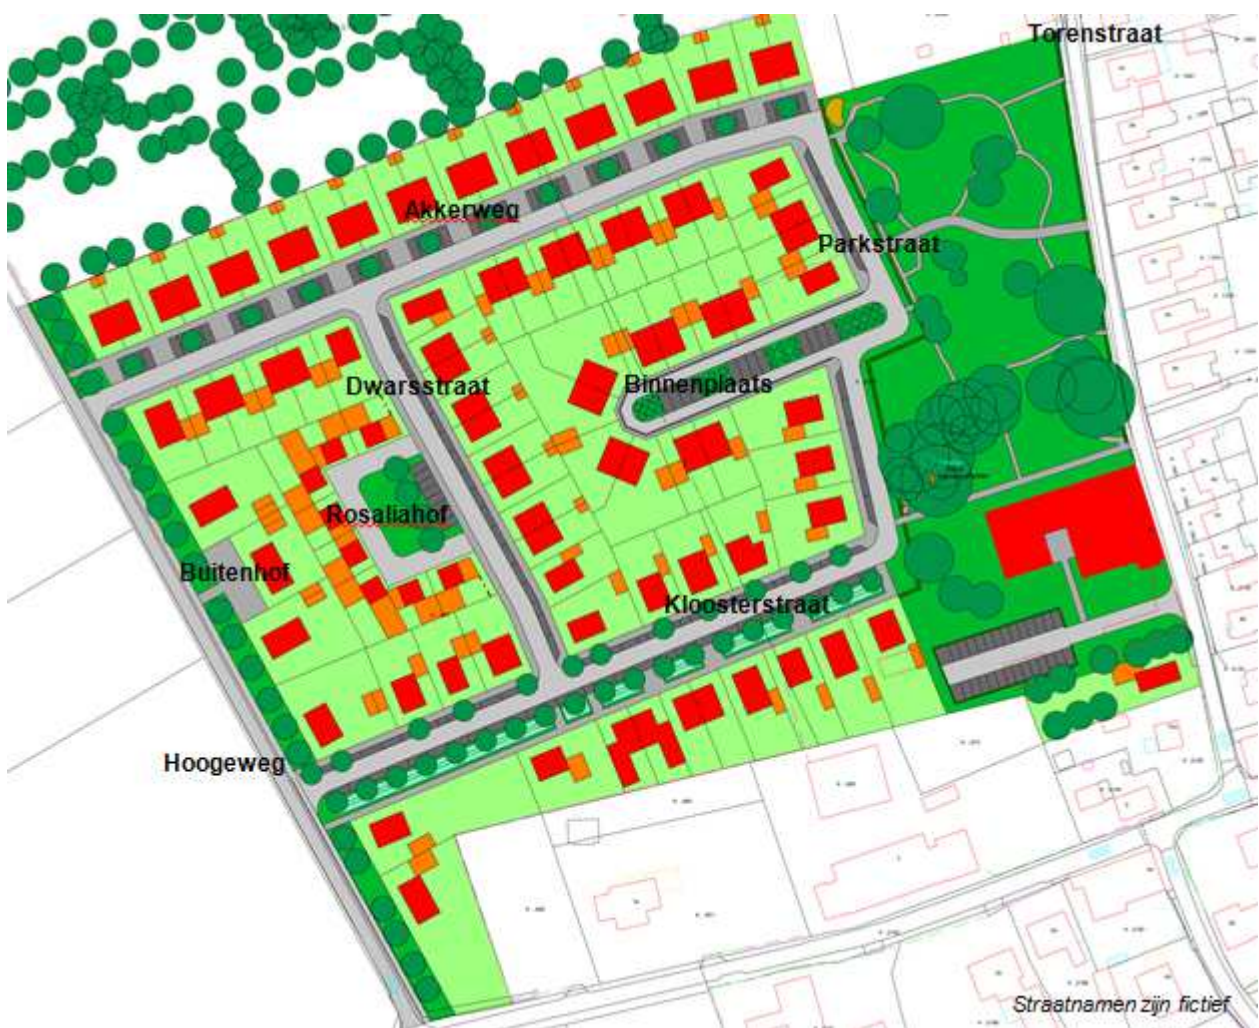 Torenstraat
Akkerweg
Parkstraat
Dwarsstraat
Binnenplaats
Rosaliahof
Buitenhof
Kloosterstraat
Hoogeweg
Straatnamen zijn fictief